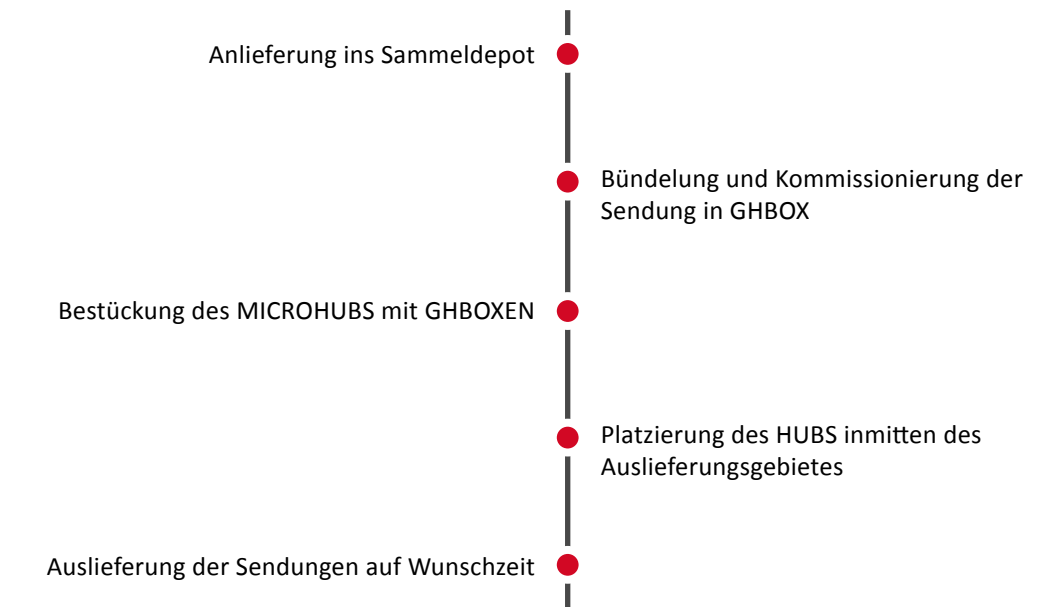 Anlieferung ins Sammeldepot
Bündelung und Kommissionierung der
Sendung in GHBOX
Bestückung des MICROHUBS mit GHBOXEN
Platzierung des HUBS inmitten des
Auslieferungsgebietes
Auslieferung der Sendungen auf Wunschzeit